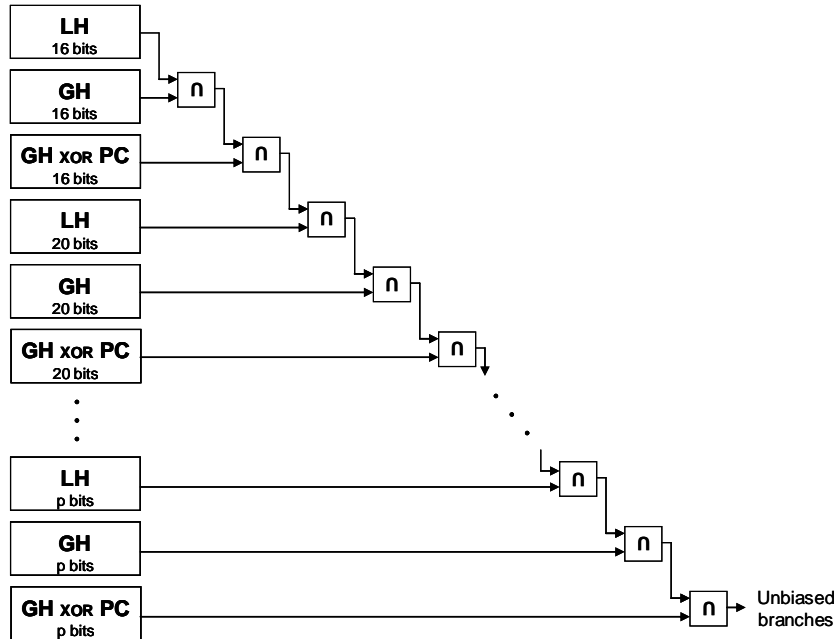 LH
16 bits
∩
GH
16 bits
∩
GH XOR PC
16 bits
∩
LH
20 bits
∩
GH
20 bits
∩
GH XOR PC
20 bits
LH
p bits
∩
GH
p bits
∩
GH XOR PC
p bits
∩
Unbiased
branches